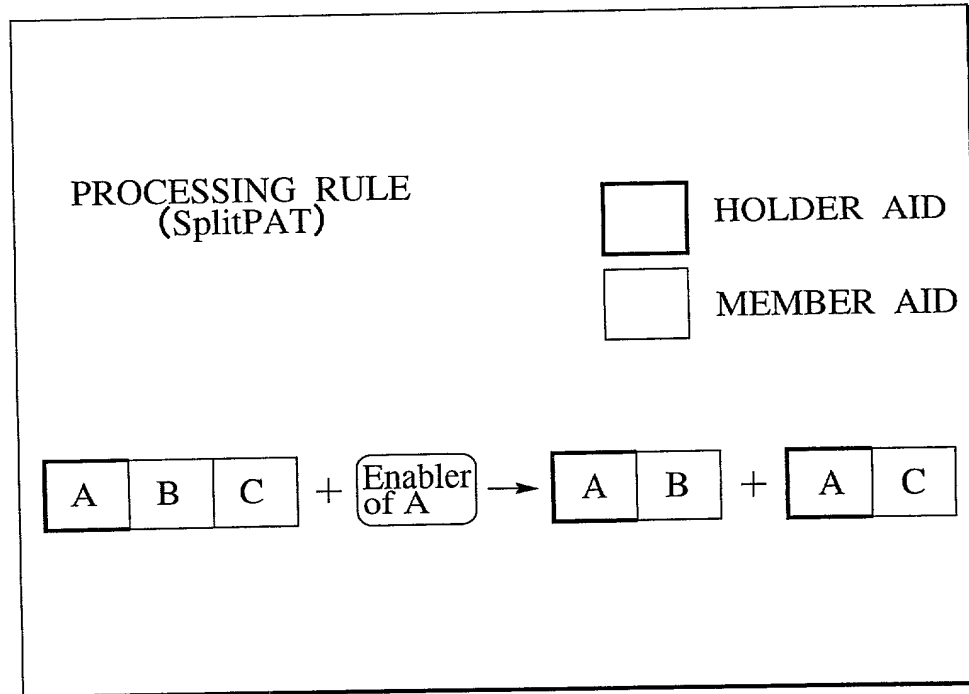 PROCESSING RULE
(SplitPAT)
HOLDER AID
MEMBER AID
A B C + Enabler of A → A B + A C